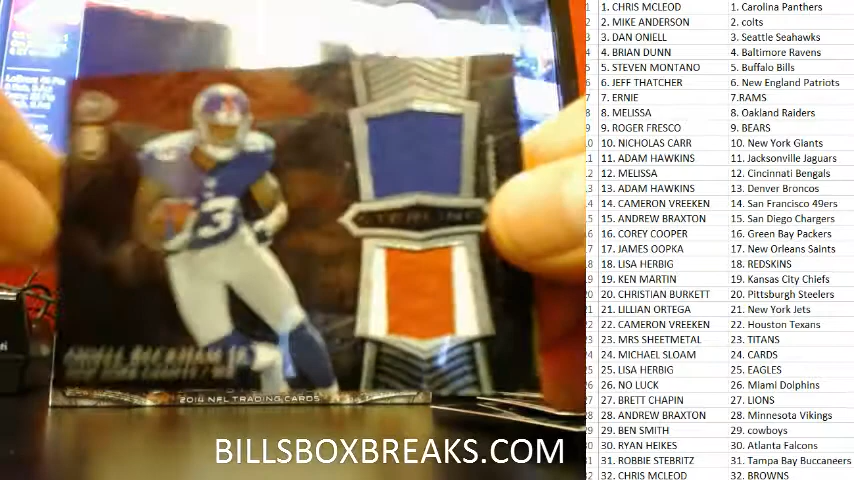 1. CHRIS MCLEOD 1. Carolina Panthers
2. MIKE ANDERSON 2. colts
3. DAN ONIELL 3. Seattle Seahawks
4. BRIAN DUNN 4. Baltimore Ravens
5. STEVEN MONTANO 5. Buffalo Bills
6. JEFF THATCHER 6. New England Patriots
7. ERNIE 7.RAMS
8. MELISSA 8. Oakland Raiders
9. ROGER FRESCO 9. BEARS
10. NICHOLAS CARR 10. New York Giants
11. ADAM HAWKINS 11. Jacksonville Jaguars
12. MELISSA 12. Cincinnati Bengals
13. ADAM HAWKINS 13. Denver Broncos
14. CAMERON VREEKEN 14. San Francisco 49ers
15. ANDREW BRAXTON 15. San Diego Chargers
16. COREY COOPER 16. Green Bay Packers
17. JAMES OOPKA 17. New Orleans Saints
18. LISA HERBIG 18. REDSKINS
19. KEN MARTIN 19. Kansas City Chiefs
20. CHRISTIAN BURKETT 20. Pittsburgh Steelers
21. LILLIAN ORTEGA 21. New York Jets
22. CAMERON VREEKEN 22. Houston Texans
23. MRS SHEETMETAL 23. TITANS
24. MICHAEL SLOAM 24. CARDS
25. LISA HERBIG 25. EAGLES
26. NO LUCK 26. Miami Dolphins
27. BRETT CHAPIN 27. LIONS
28. ANDREW BRAXTON 28. Minnesota Vikings
29. BEN SMITH 29. cowboys
30. RYAN HEIKES 30. Atlanta Falcons
31. ROBBIE STEBRITZ 31. Tampa Bay Buccaneers
32. CHRIS MCLEOD 32. BROWNS
13
STERLING
2014 NFL TRADING CARDS
BILLSBOXBREAKS.COM